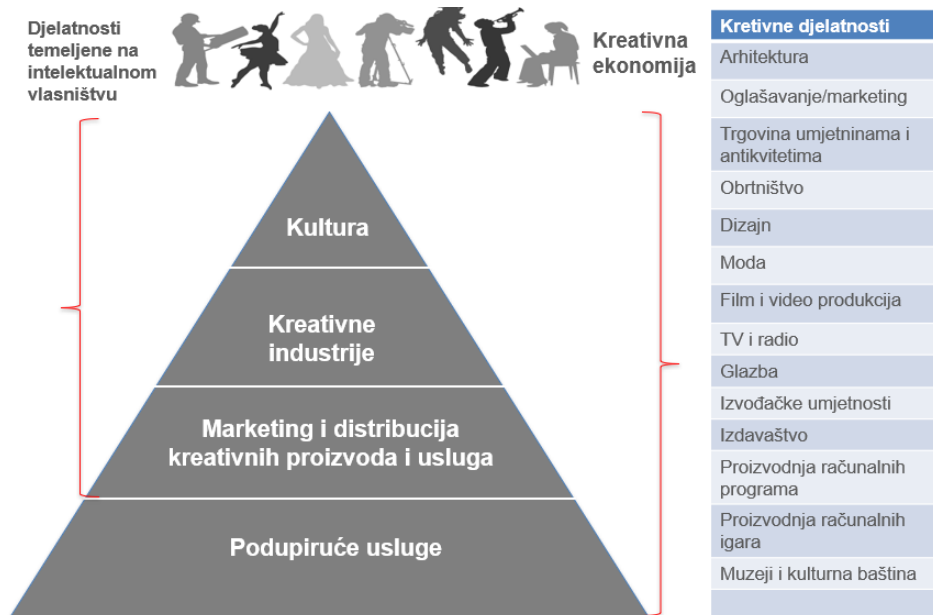 Djelatnosti
temeljene na
intelektualnom
vlasništvu
Kreativna
ekonomija
Kultura
Kreativne
industrije
Marketing i distribucija
kreativnih proizvoda i usluga
Podupiruće usluge
Kretivne djelatnosti
Arhitektura
Oglašavanje/marketing
Trgovina umjetninama i
antikvitetima
Obrtništvo
Dizajn
Moda
Film i video produkcija
TV i radio
Glazba
Izvođačke umjetnosti
Izdavaštvo
Proizvodnja računalnih
programa
Proizvodnja računalnih
igara
Muzeji i kulturna baština